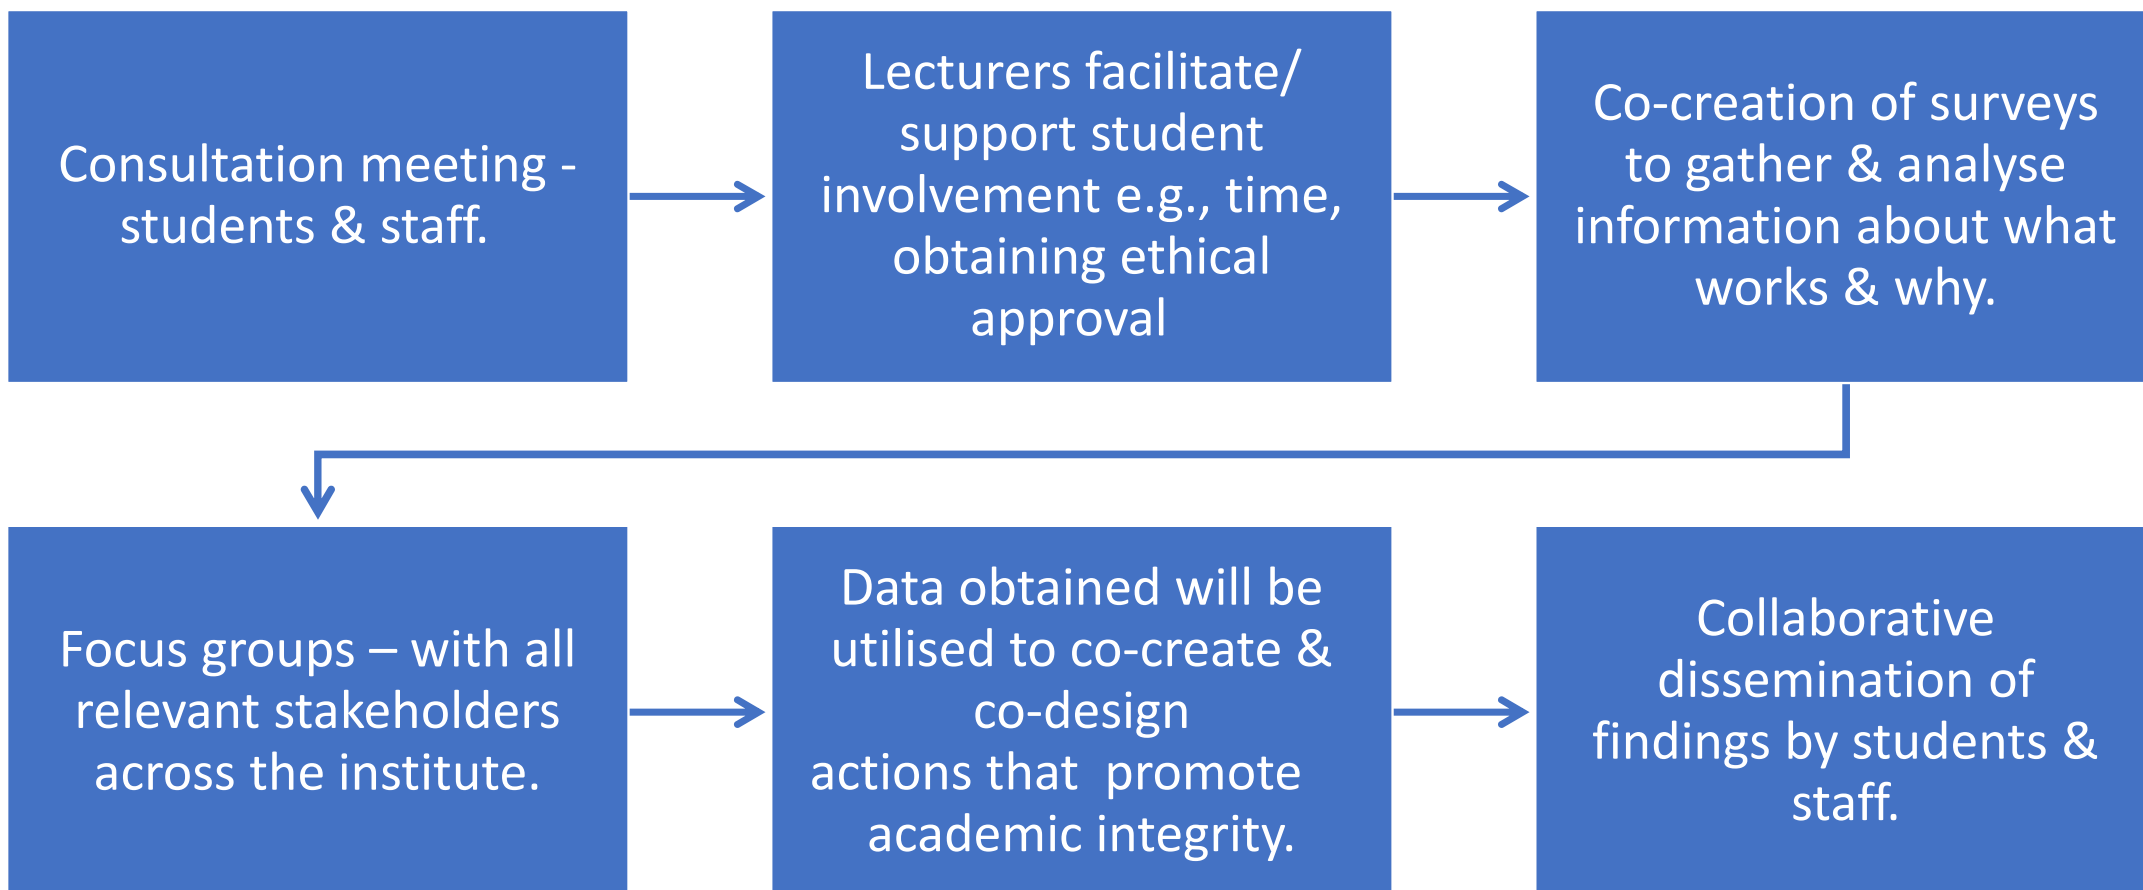 Consultation meeting -
students & staff.
Lecturers facilitate/
support student
involvement e.g., time,
obtaining ethical
approval
Co-creation of surveys
to gather & analyse
information about what
works & why.
Focus groups – with all
relevant stakeholders
across the institute.
Data obtained will be
utilised to co-create &
co-design
actions that  promote
academic integrity.
Collaborative
dissemination of
findings by students &
staff.